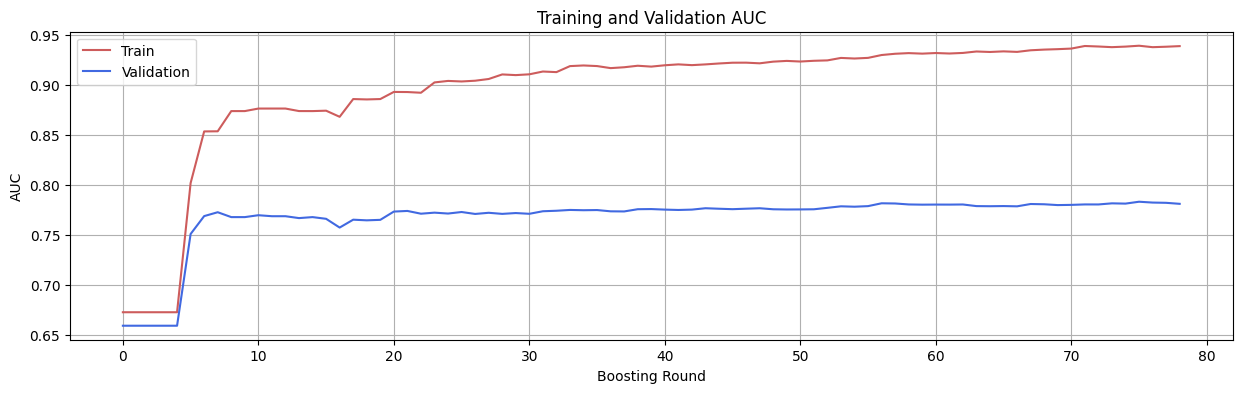 Training and Validation AUC
Train
Validation
0.95
0.90
0.85
0.80
0.75
0.70
0.65
AUC
0 10 20 30 40 50 60 70 80
Boosting Round